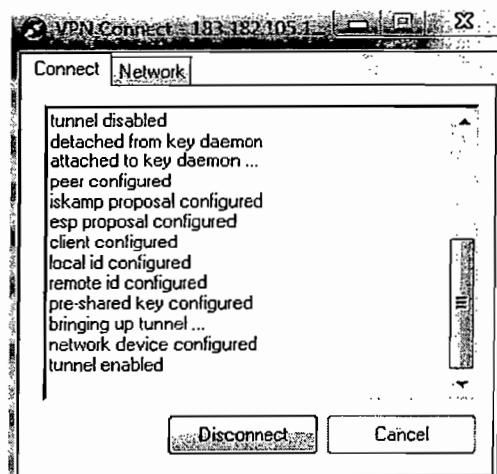 VPN Connect - 183.182.105.1...
Connect
Network
tunnel disabled
detached from key daemon
attached to key daemon ...
peer configured
iskamp proposal configured
esp proposal configured
client configured
local id configured
remote id configured
pre-shared key configured
bringing up tunnel ...
network device configured
tunnel enabled
Disconnect
Cancel